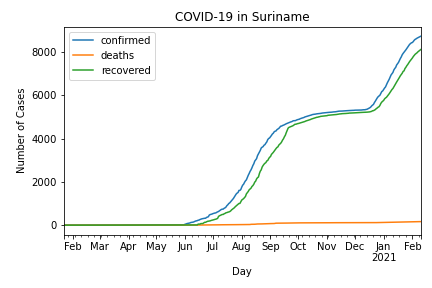 COVID-19 in Suriname
confirmed
deaths
recovered
Number of Cases
8000
6000
4000
2000
0
Feb Mar Apr May Jun Jul Aug Sep Oct Nov Dec Jan Feb
2021
Day